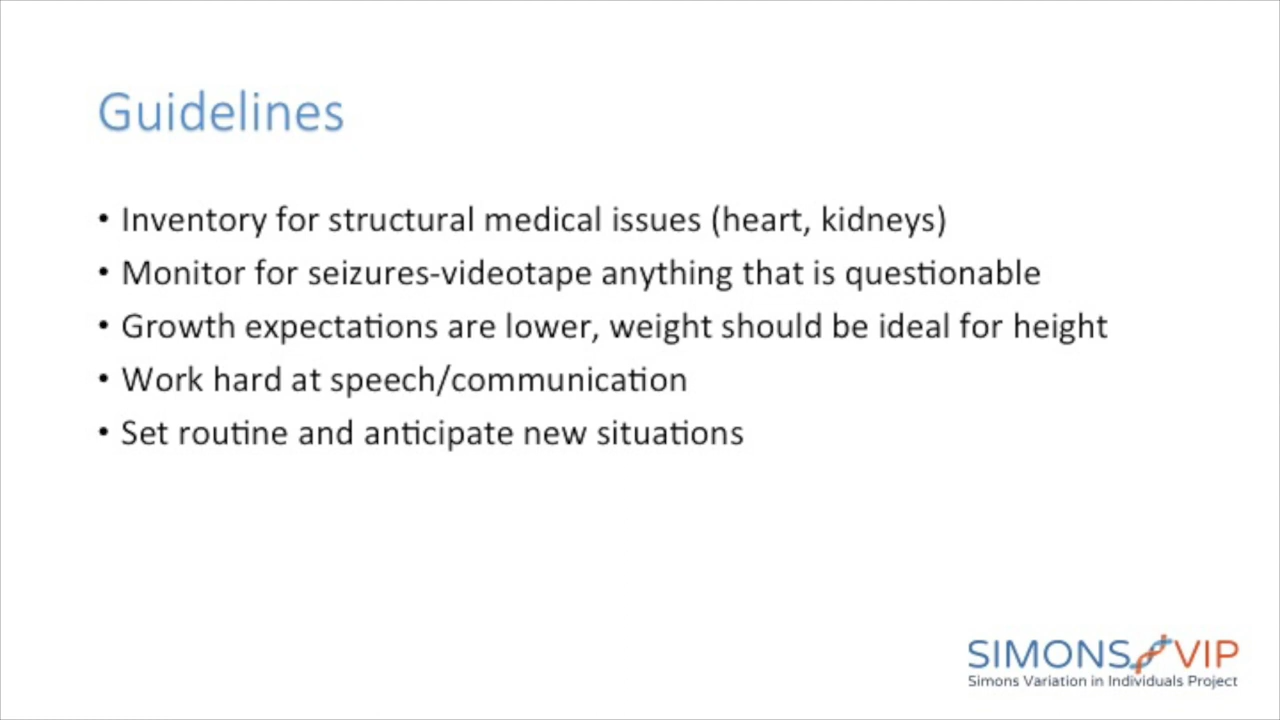 Guidelines
• Inventory for structural medical issues (heart, kidneys)
• Monitor for seizures-videotape anything that is questionable
• Growth expectations are lower, weight should be ideal for height
• Work hard at speech/communication
• Set routine and anticipate new situations
SIMONS VIP
Simons Variation in Individuals Project